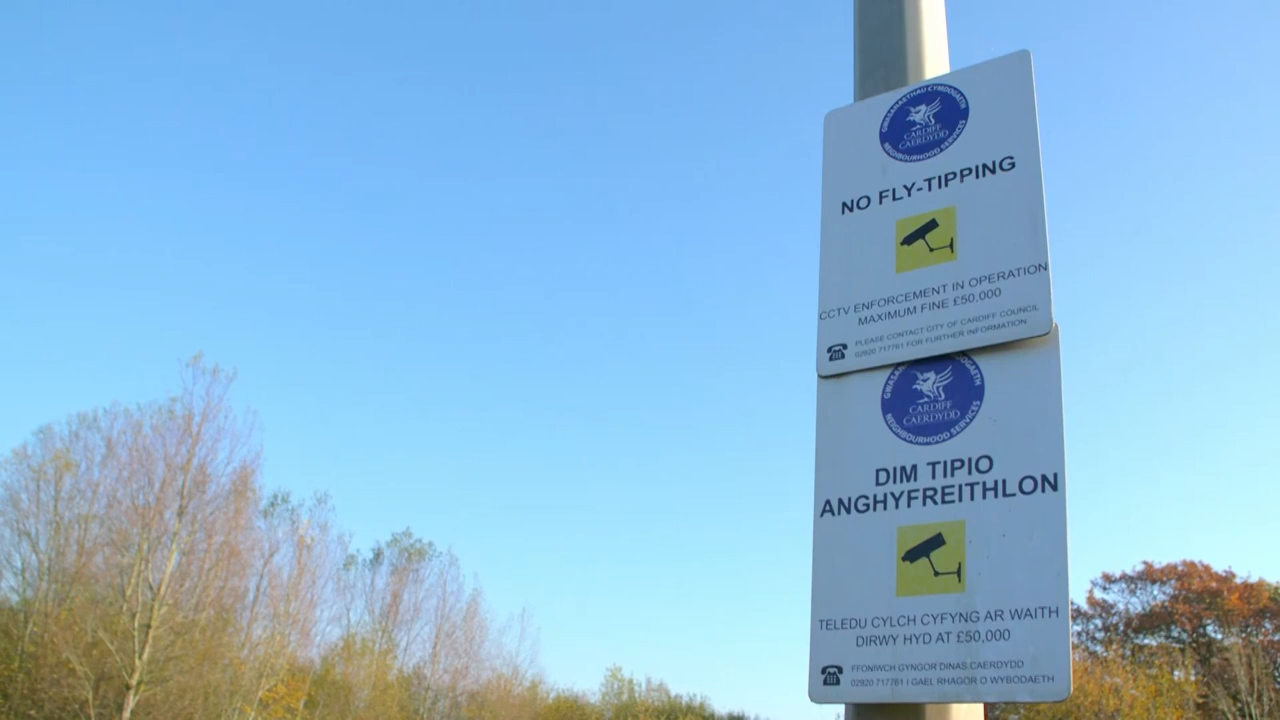 GWASANAETHAU CYMDOGAETH
CARDIFF
CAERDYDD
NEIGHBOURHOOD SERVICES
NO FLY-TIPPING
CCTV ENFORCEMENT IN OPERATION
MAXIMUM FINE £50,000
PLEASE CONTACT CITY OF CARDIFF COUNCIL
02920 717761 FOR FURTHER INFORMATION
CARDIFF
CAERDYDD
NEIGHBOURHOOD SERVICES
DIM TIPIO
ANGHYFREITHLON
TELEDU CYLCH CYFYNG AR WAITH
DIRWY HYD AT £50,000
FFONIWCH GYNGOR DINAS CAERDYDD
02920 717761 I GAEL RHAGOR O WYBODAETH